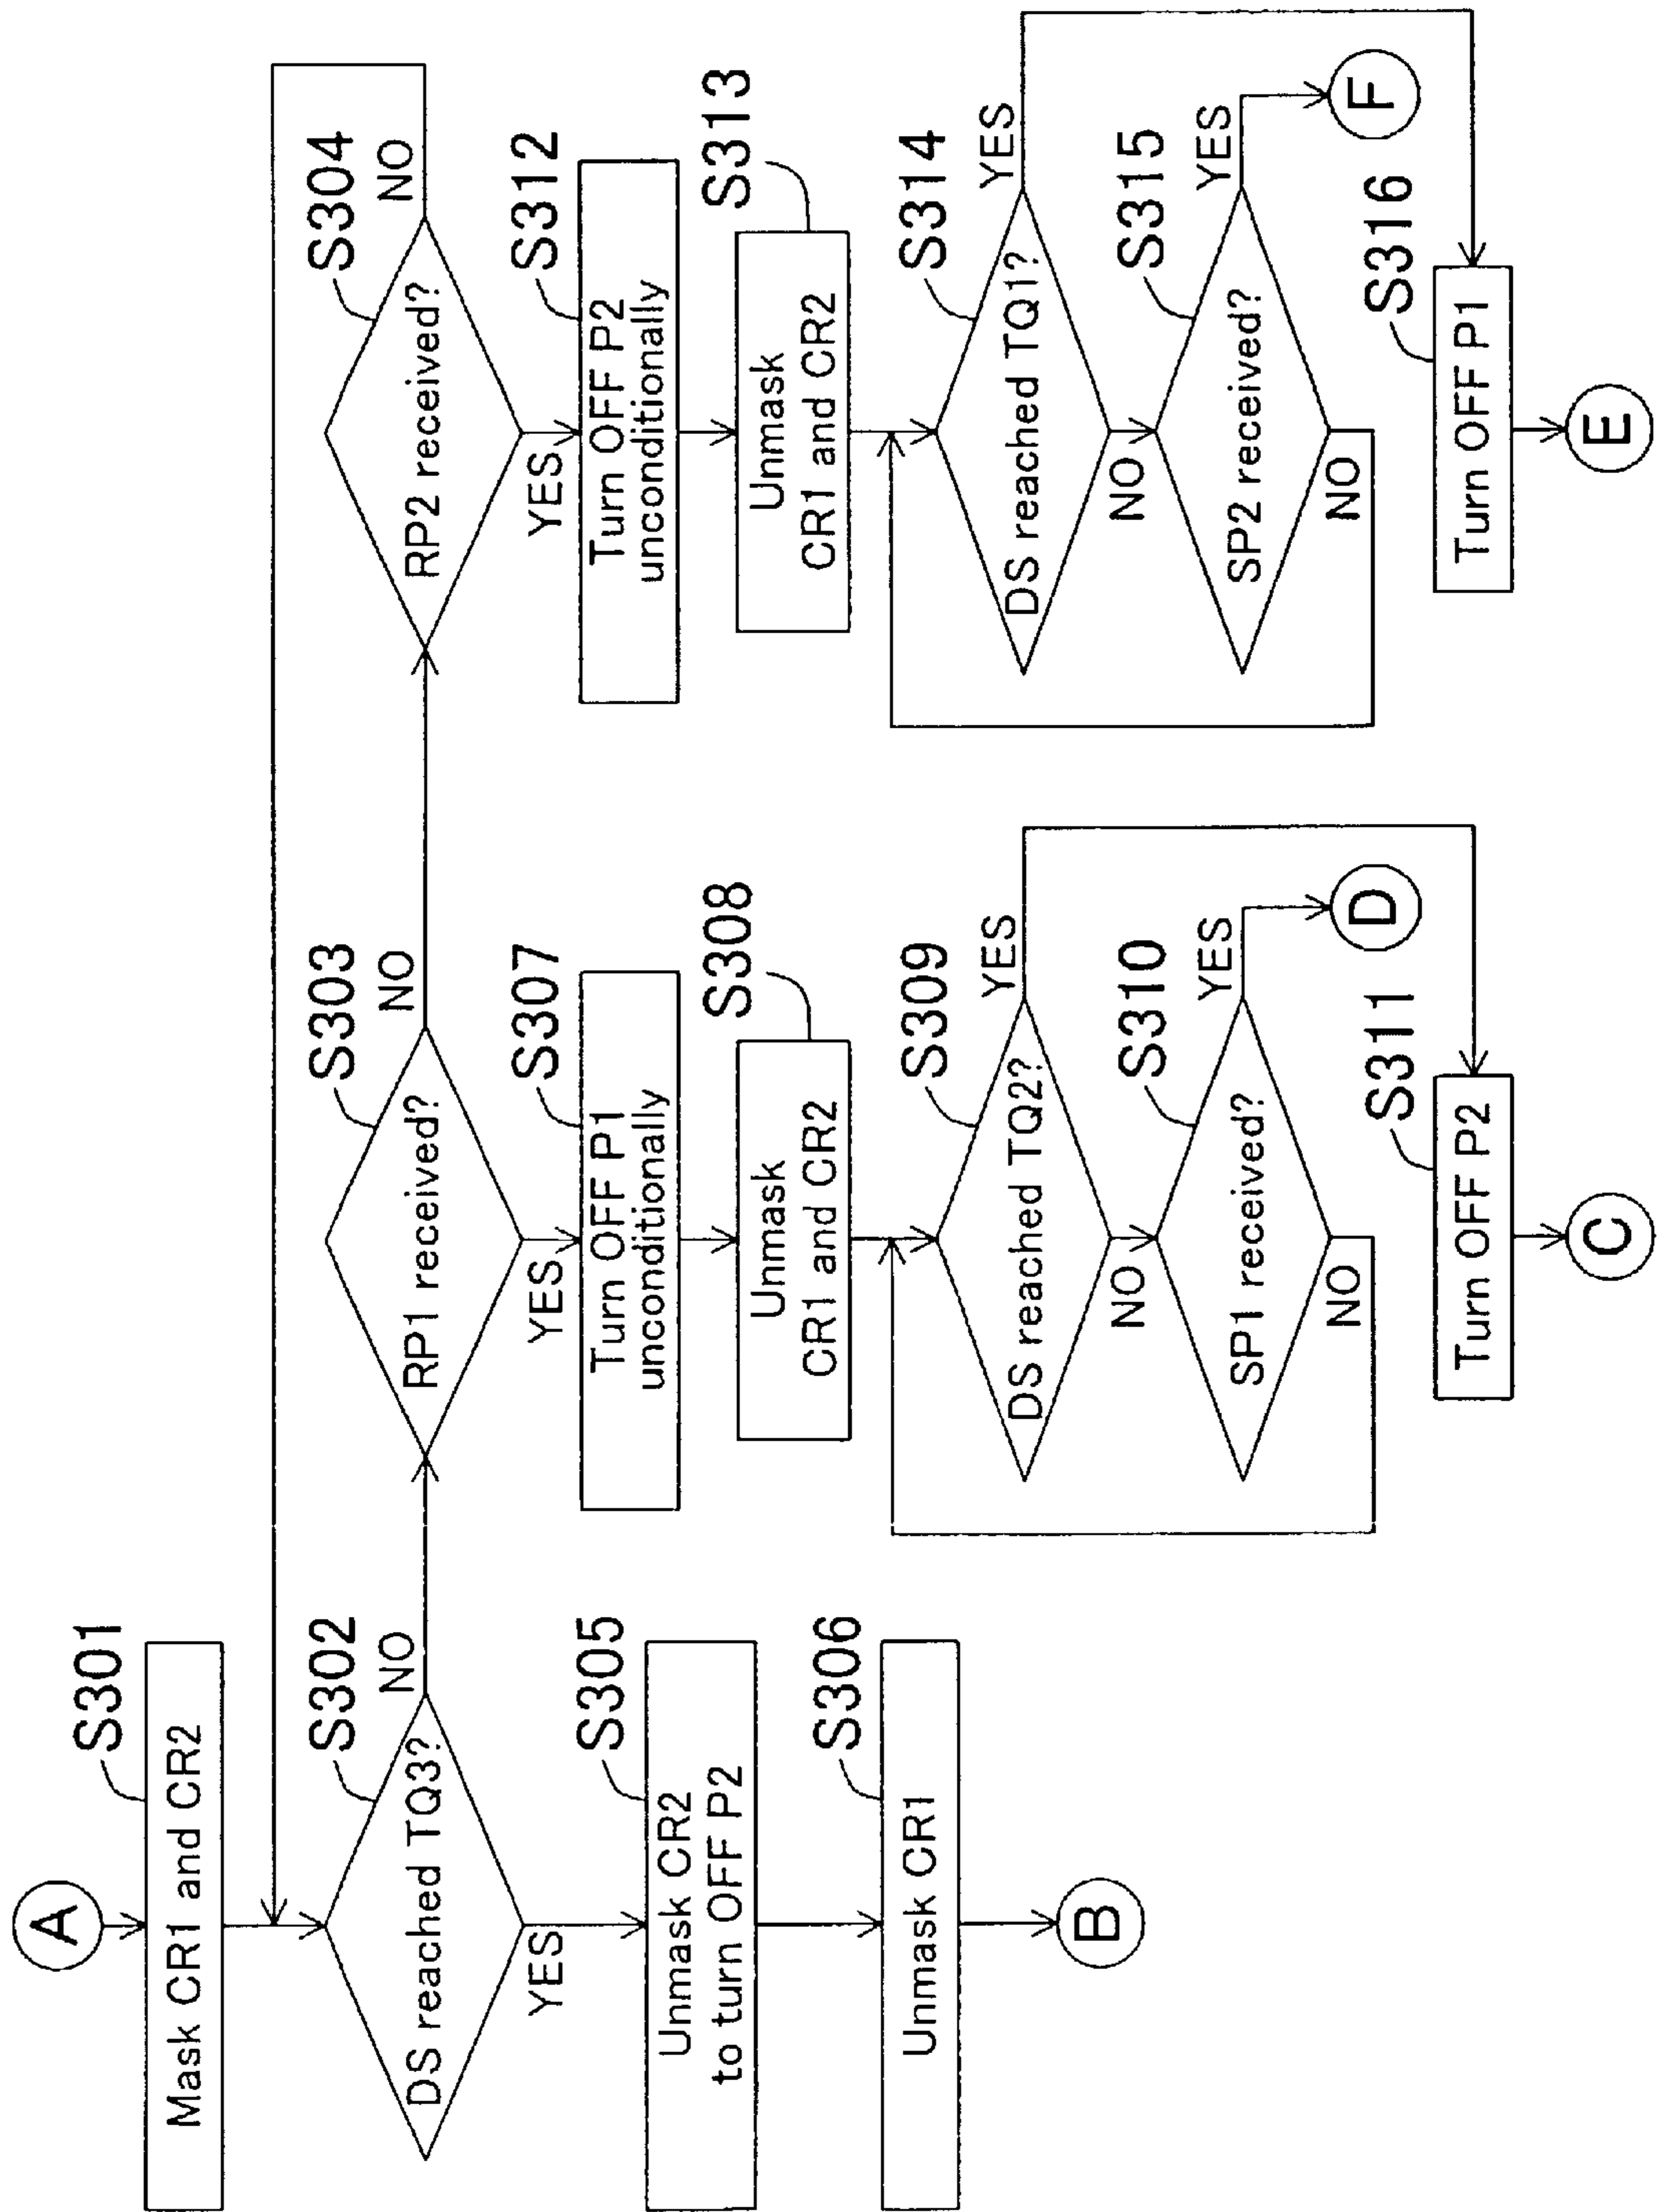 A
S301
Mask CR1 and CR2
S302
DS reached TQ3?
NO
YES
S305
Unmask CR2
to turn OFF P2
S306
Unmask CR1
B
S303
RP1 received?
NO
YES
S307
Turn OFF P1
unconditionally
S308
Unmask
CR1 and CR2
S309
DS reached TQ2?
YES
NO
S310
SP1 received?
YES
NO
D
S311
Turn OFF P2
C
S304
RP2 received?
NO
YES
S312
Turn OFF P2
unconditionally
S313
Unmask
CR1 and CR2
S314
DS reached TQ1?
YES
NO
S315
SP2 received?
YES
NO
F
S316
Turn OFF P1
E